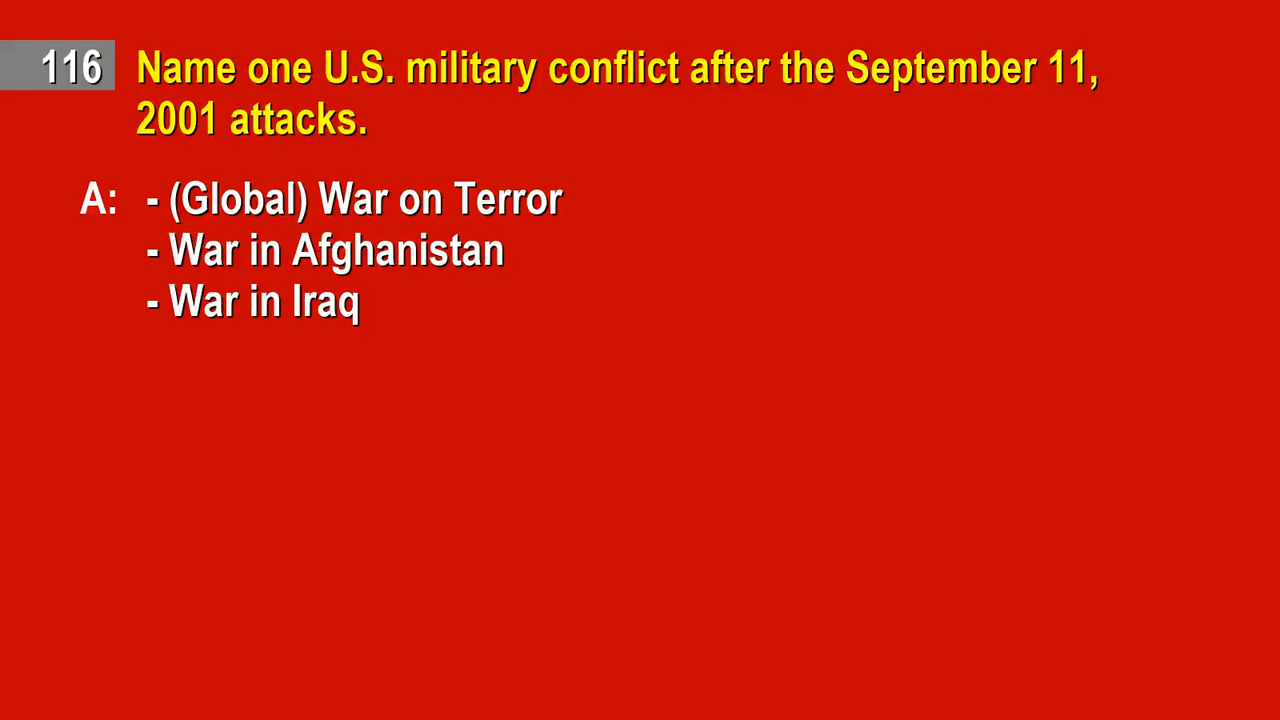 116 Name one U.S. military conflict after the September 11,
2001 attacks.
A: - (Global) War on Terror
- War in Afghanistan
- War in Iraq